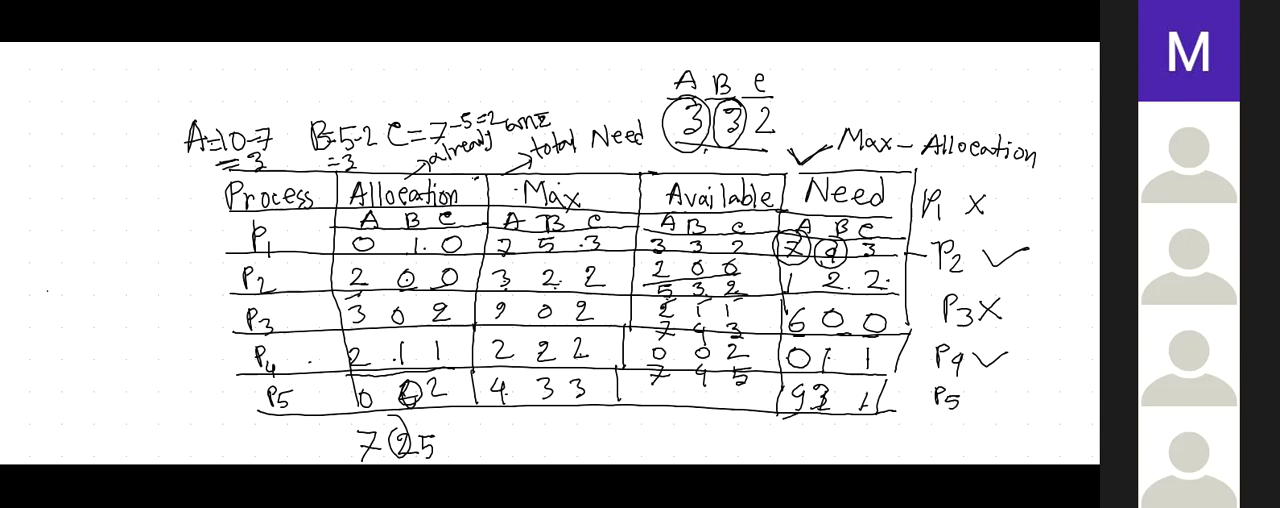 M
A B C
3 3 2
A=10-7 B=5-2 C=7-5=2
=3 =3
already total Need
Max - Allocation
Process Allocation Max Available Need
A B C A B C A B C A B C
P1 0 1 0 7 5 3 3 3 2 7 4 3
P1 X
P2 2 0 0 3 2 2 2 0 0 1 2 2
5 3 2
P2 ✓
P3 3 0 2 9 0 2 2 1 1 6 0 0
7 4 3
P3 X
P4 2 1 1 2 2 2 0 0 2 0 1 1
7 4 5
P4 ✓
P5 0 0 2 4 3 3 4 3 1
P5
7 2 5